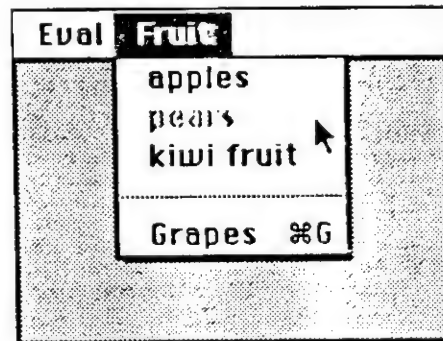 Eval Fruit
apples
pears
kiwi fruit
Grapes ⌘G